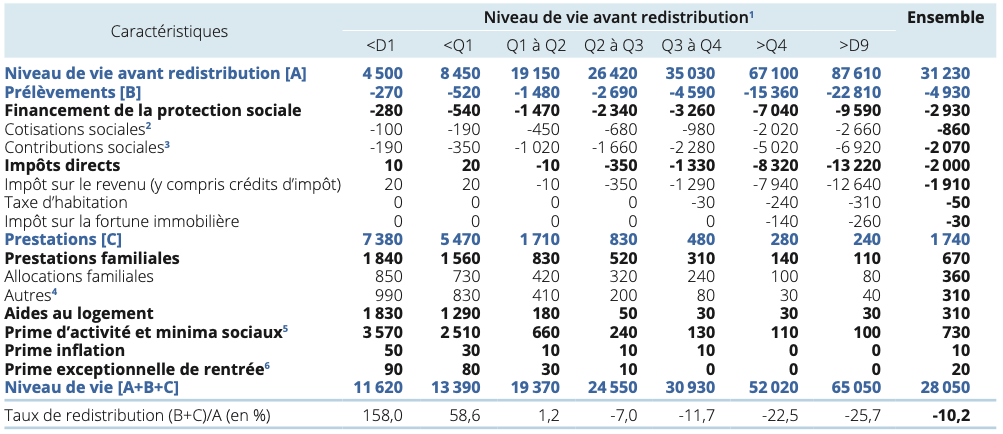 Caractéristiques Niveau de vie avant redistribution¹ Ensemble
<D1 <Q1 Q1 à Q2 Q2 à Q3 Q3 à Q4 >Q4 >D9
Niveau de vie avant redistribution [A] 4 500 8 450 19 150 26 420 35 030 67 100 87 610 31 230
Prélèvements [B] -270 -520 -1 480 -2 690 -4 590 -15 360 -22 810 -4 930
Financement de la protection sociale -280 -540 -1 470 -2 340 -3 260 -7 040 -9 590 -2 930
Cotisations sociales² -100 -190 -450 -680 -980 -2 020 -2 660 -860
Contributions sociales³ -190 -350 -1 020 -1 660 -2 280 -5 020 -6 920 -2 070
Impôts directs 10 20 -10 -350 -1 330 -8 320 -13 220 -2 000
Impôt sur le revenu (y compris crédits d’impôt) 20 20 -10 -350 -1 290 -7 940 -12 640 -1 910
Taxe d’habitation 0 0 0 0 -30 -240 -310 -50
Impôt sur la fortune immobilière 0 0 0 0 0 -140 -260 -30
Prestations [C] 7 380 5 470 1 710 830 480 280 240 1 740
Prestations familiales 1 840 1 560 830 520 310 140 110 670
Allocations familiales 850 730 420 320 240 100 80 360
Autres⁴ 990 830 410 200 80 30 40 310
Aides au logement 1 830 1 290 180 50 30 30 30 310
Prime d’activité et minima sociaux⁵ 3 570 2 510 660 240 130 110 100 730
Prime inflation 50 30 10 10 10 0 0 10
Prime exceptionnelle de rentrée⁶ 90 80 30 10 0 0 0 20
Niveau de vie [A+B+C] 11 620 13 390 19 370 24 550 30 930 52 020 65 050 28 050
Taux de redistribution (B+C)/A (en %) 158,0 58,6 1,2 -7,0 -11,7 -22,5 -25,7 -10,2